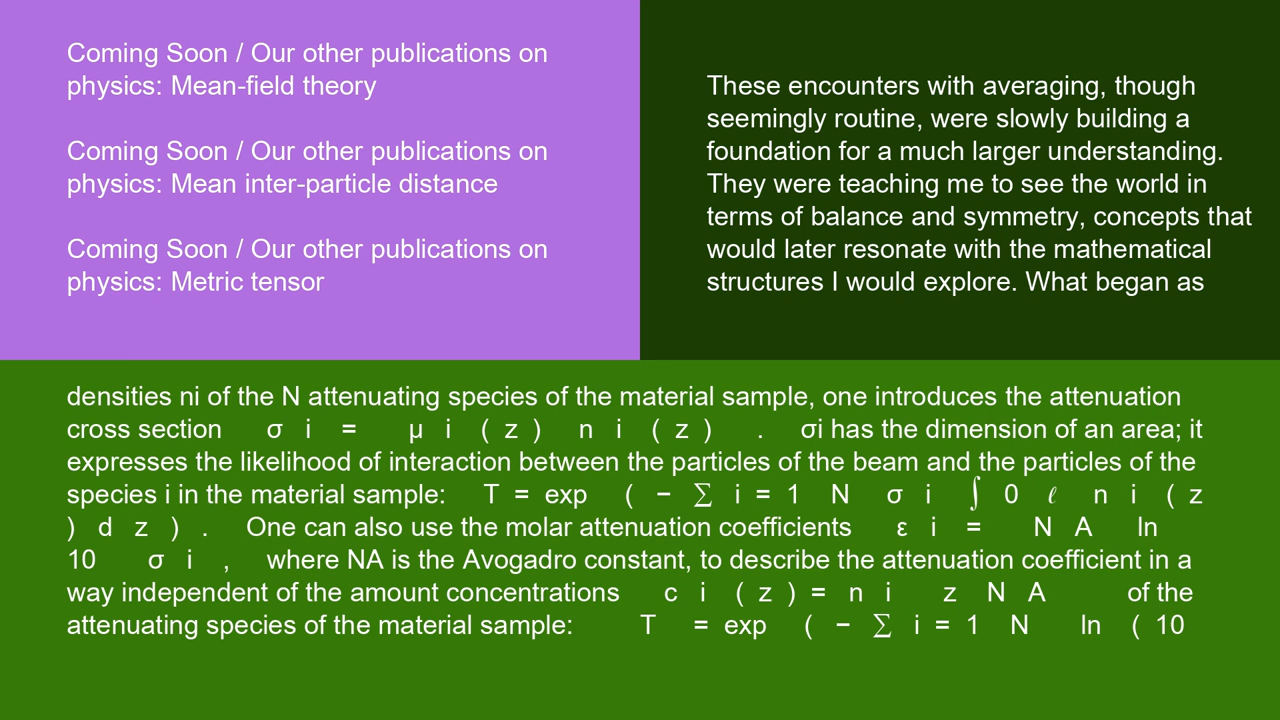 Coming Soon / Our other publications on
physics: Mean-field theory
Coming Soon / Our other publications on
physics: Mean inter-particle distance
Coming Soon / Our other publications on
physics: Metric tensor
These encounters with averaging, though
seemingly routine, were slowly building a
foundation for a much larger understanding.
They were teaching me to see the world in
terms of balance and symmetry, concepts that
would later resonate with the mathematical
structures I would explore. What began as
densities ni of the N attenuating species of the material sample, one introduces the attenuation
cross section σ i = μ i ( z ) n i ( z ) . σi has the dimension of an area; it
expresses the likelihood of interaction between the particles of the beam and the particles of the
species i in the material sample: T = exp ( − ∑ i = 1 N σ i ∫ 0 ℓ n i ( z
) d z ) . One can also use the molar attenuation coefficients ε i = N A ln
10 σ i , where NA is the Avogadro constant, to describe the attenuation coefficient in a
way independent of the amount concentrations c i ( z ) = n i z N A of the
attenuating species of the material sample: T = exp ( − ∑ i = 1 N ln ( 10